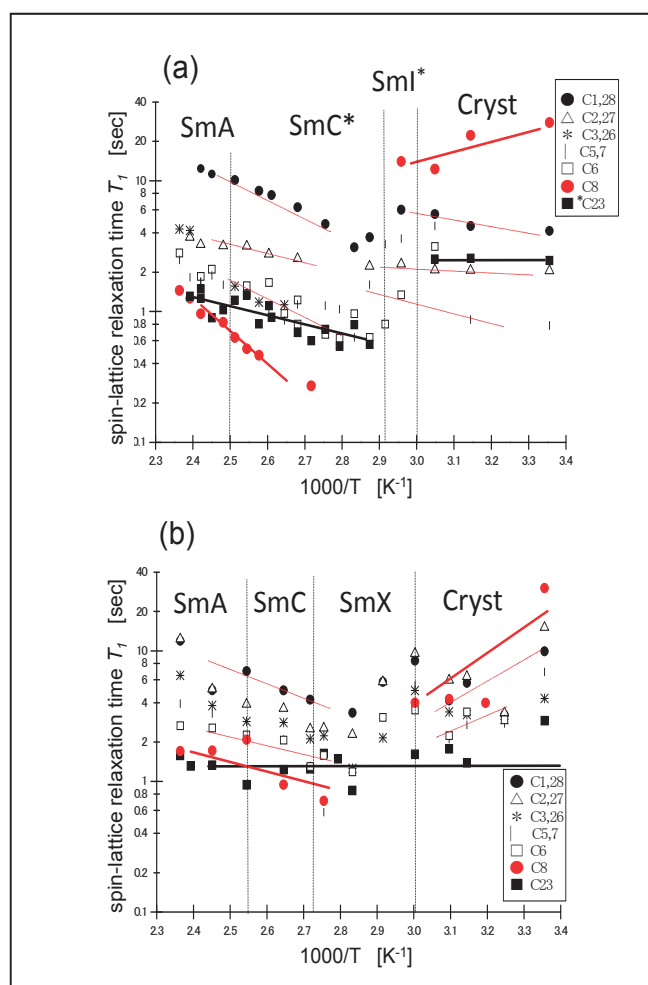 (a)
SmI*
SmA
SmC*
Cryst
spin-lattice relaxation time T1 [sec]
40
20
10
8
6
4
2
1
0.8
0.6
0.4
0.2
0.1
C1,28
C2,27
C3,26
C5,7
C6
C8
*C23
2.3 2.4 2.5 2.6 2.7 2.8 2.9 3.0 3.1 3.2 3.3 3.4
1000/T [K-1]
(b)
SmA SmC SmX Cryst
spin-lattice relaxation time T1 [sec]
40
20
10
8
6
4
2
1
0.8
0.6
0.4
0.2
0.1
C1,28
C2,27
C3,26
C5,7
C6
C8
C23
2.3 2.4 2.5 2.6 2.7 2.8 2.9 3.0 3.1 3.2 3.3 3.4
1000/T [K-1]